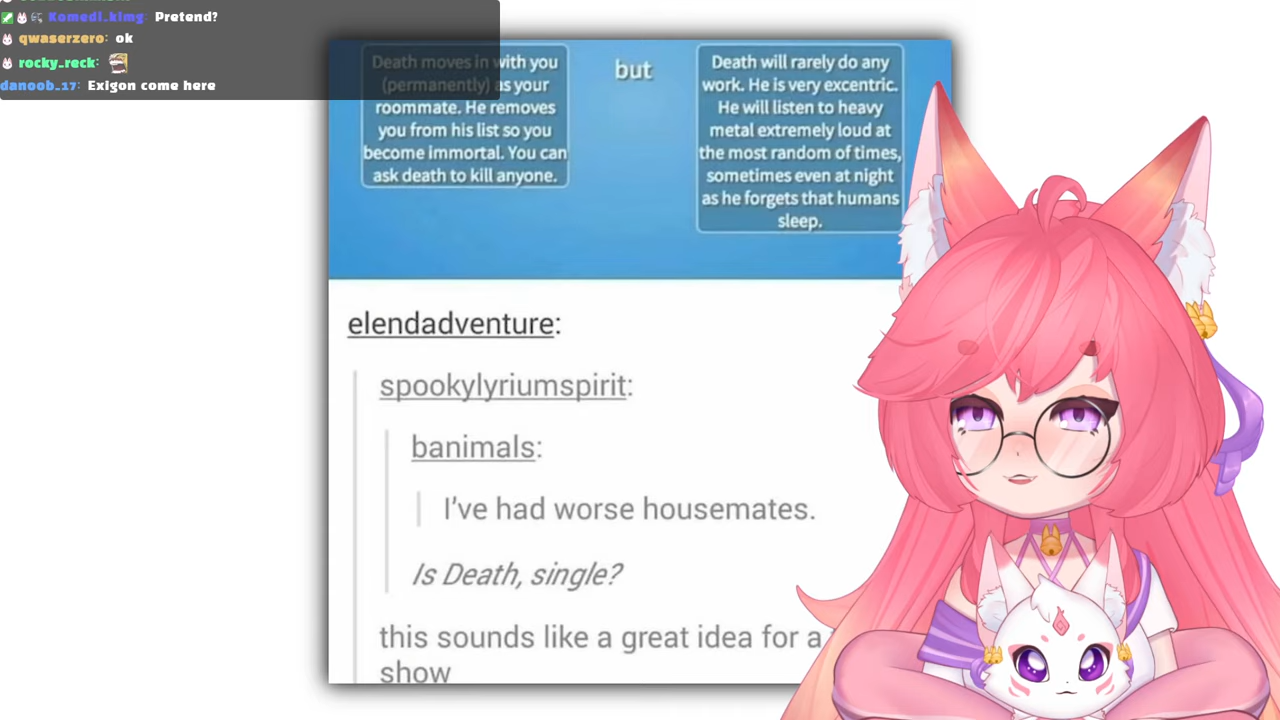 Komedi_kimg: Pretend?
qwaserzero: ok
rocky_reck:
danoob_17: Exigon come here
Death moves in with you
(permanently) as your
roommate. He removes
you from his list so you
become immortal. You can
ask death to kill anyone.
but
Death will rarely do any
work. He is very excentric.
He will listen to heavy
metal extremely loud at
the most random of times,
sometimes even at night
as he forgets that humans
sleep.
elendadventure:
spookylyriumspirit:
banimals:
I've had worse housemates.
Is Death, single?
this sounds like a great idea for a
show